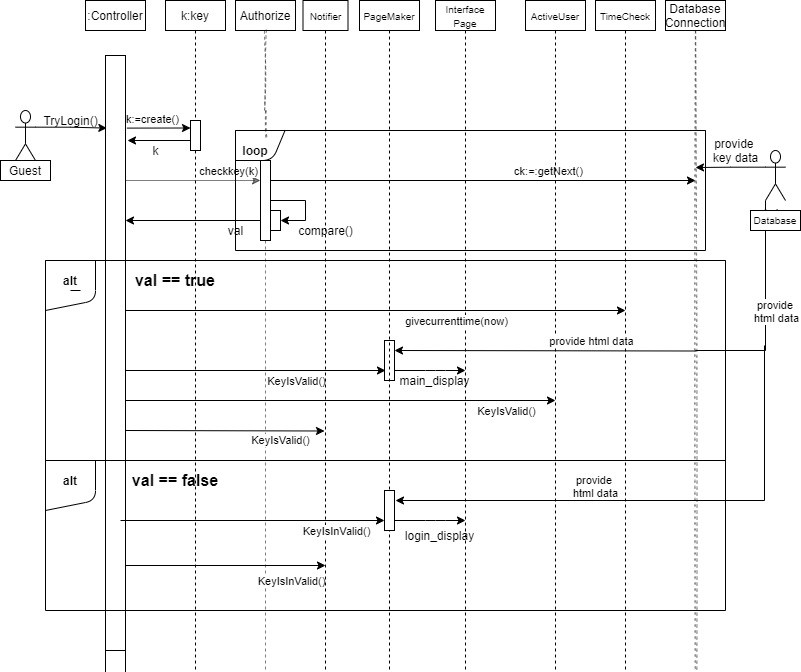 :Controller
k:key
Authorize
Notifier
PageMaker
Interface
Page
ActiveUser
TimeCheck
Database
Connection
TryLogin()
k:=create()
k
Guest
loop
provide
key data
checkkey(k)
ck:=:getNext()
Database
val
compare()
alt
val == true
givecurrenttime(now)
provide
html data
provide html data
KeyIsValid()
main_display
KeyIsValid()
KeyIsValid()
alt
val == false
provide
html data
KeyIsInValid()
login_display
KeyIsInValid()